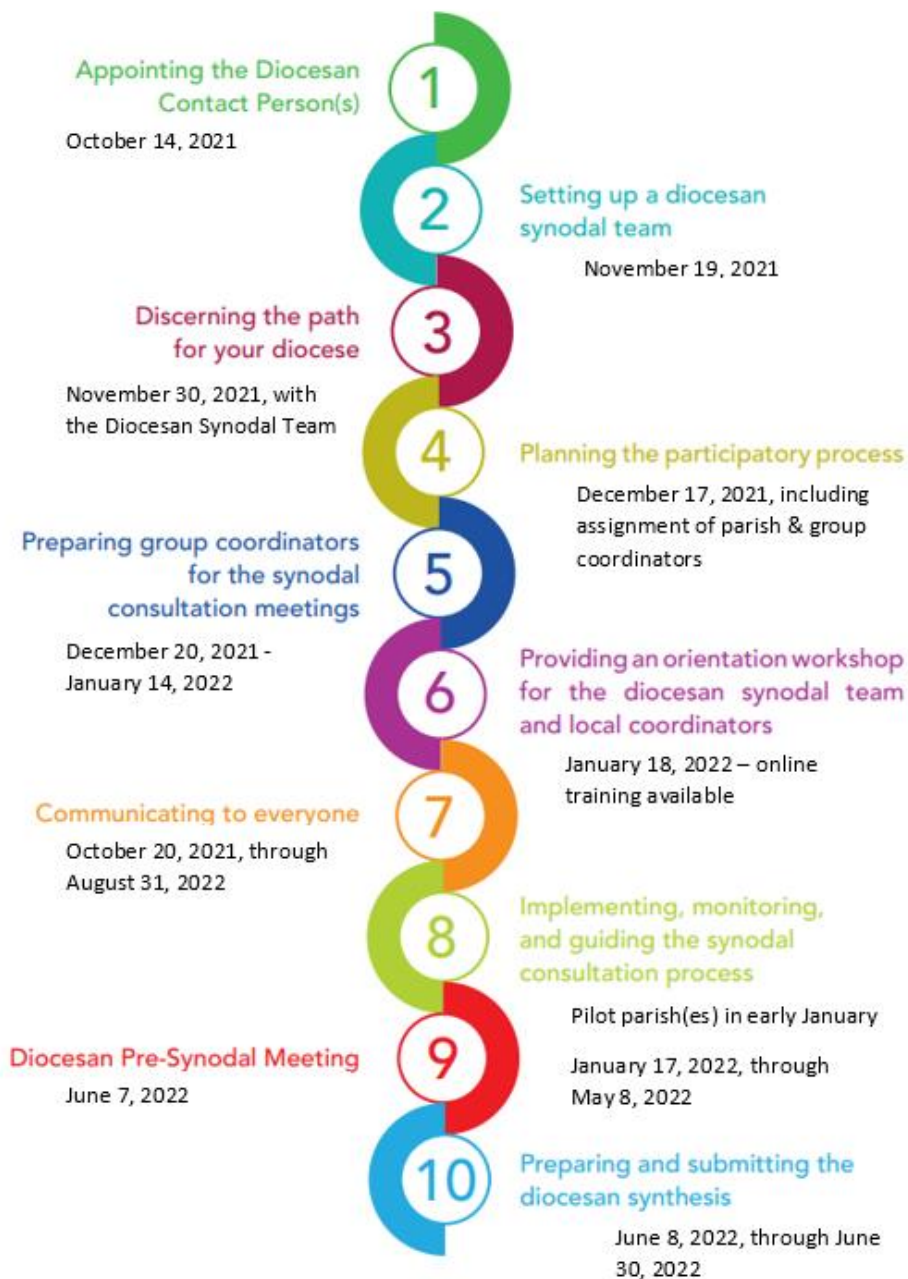 1
Appointing the Diocesan
Contact Person(s)
October 14, 2021
2
Setting up a diocesan
synodal team
November 19, 2021
3
Discerning the path
for your diocese
November 30, 2021, with
the Diocesan Synodal Team
4
Planning the participatory process
December 17, 2021, including
assignment of parish & group
coordinators
5
Preparing group coordinators
for the synodal
consultation meetings
December 20, 2021 -
January 14, 2022
6
Providing an orientation workshop
for the diocesan synodal team
and local coordinators
January 18, 2022 – online
training available
7
Communicating to everyone
October 20, 2021, through
August 31, 2022
8
Implementing, monitoring,
and guiding the synodal
consultation process
Pilot parish(es) in early January
January 17, 2022, through
May 8, 2022
9
Diocesan Pre-Synodal Meeting
June 7, 2022
10
Preparing and submitting the
diocesan synthesis
June 8, 2022, through June
30, 2022